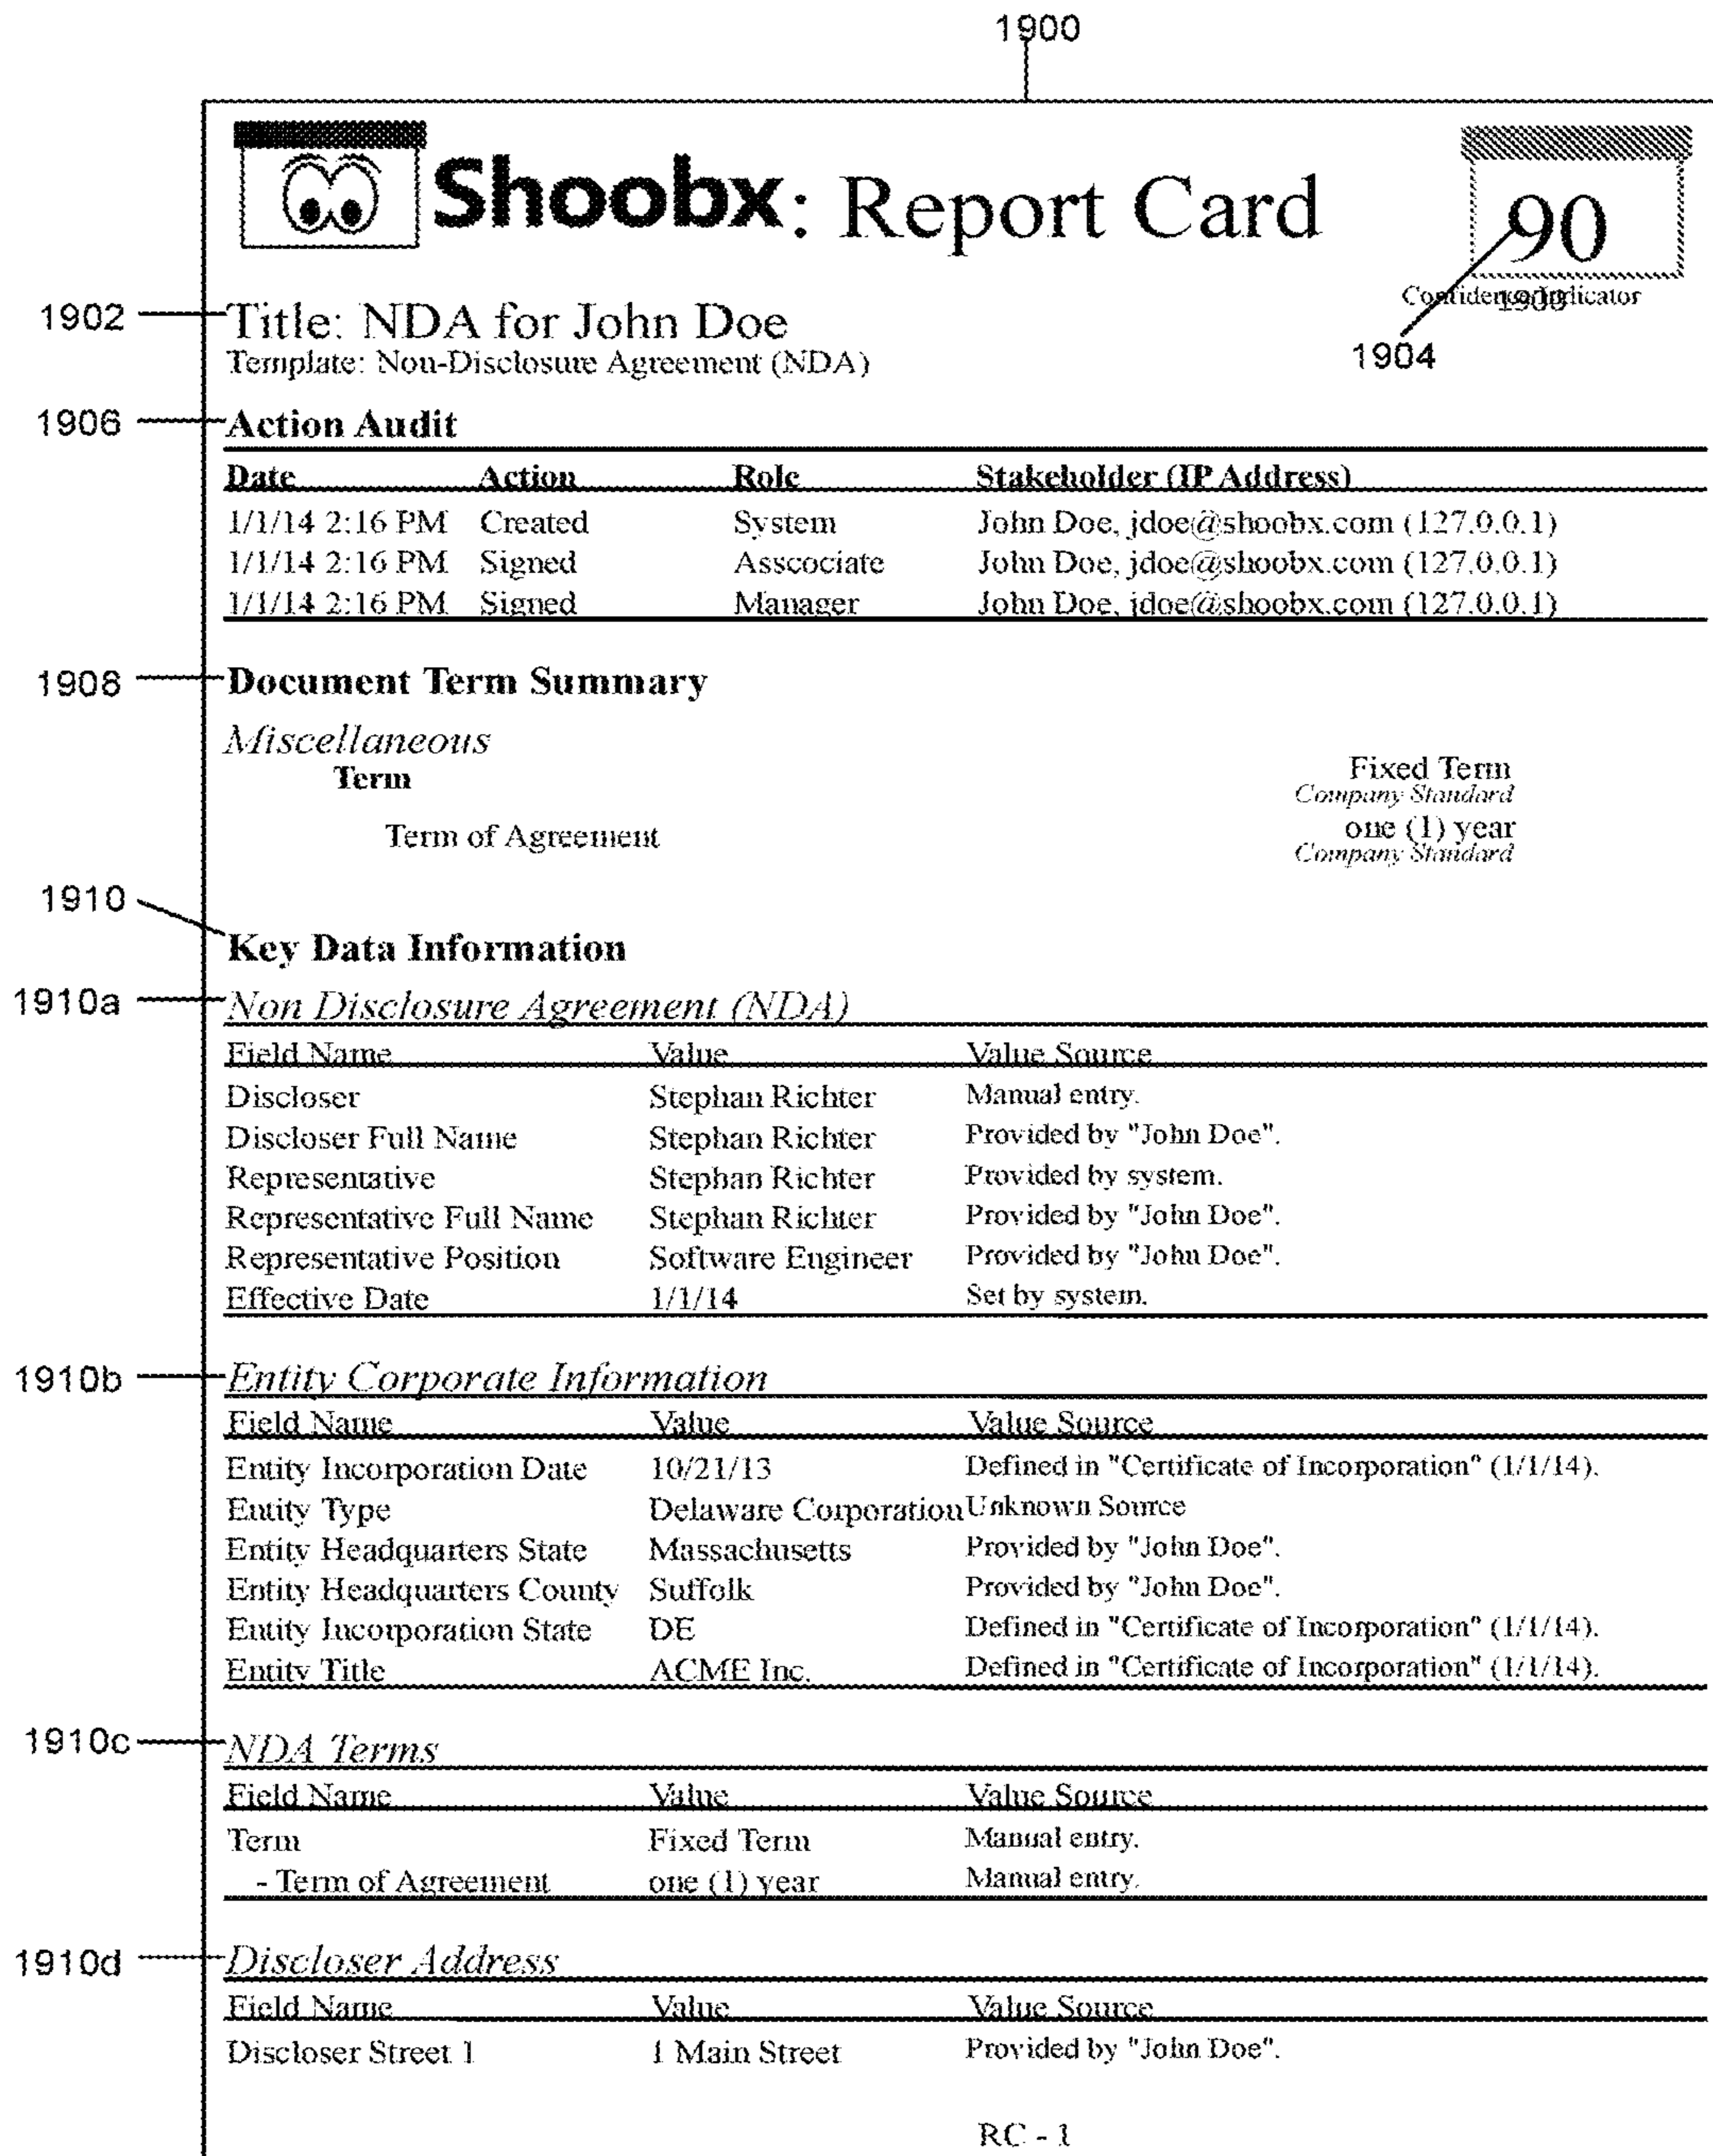 1900
Shoobx: Report Card
90
Confidence Indicator
1900
1904
1902
Title: NDA for John Doe
Template: Non-Disclosure Agreement (NDA)
1906
Action Audit
Date Action Role Stakeholder (IP Address)
1/1/14 2:16 PM Created System John Doe, jdoe@shoobx.com (127.0.0.1)
1/1/14 2:16 PM Signed Asscociate John Doe, jdoe@shoobx.com (127.0.0.1)
1/1/14 2:16 PM Signed Manager John Doe, jdoe@shoobx.com (127.0.0.1)
1908
Document Term Summary
Miscellaneous
Term Fixed Term
Company Standard
Term of Agreement one (1) year
Company Standard
1910
Key Data Information
1910a
Non Disclosure Agreement (NDA)
Field Name Value Value Source
Discloser Stephan Richter Manual entry.
Discloser Full Name Stephan Richter Provided by "John Doe".
Representative Stephan Richter Provided by system.
Representative Full Name Stephan Richter Provided by "John Doe".
Representative Position Software Engineer Provided by "John Doe".
Effective Date 1/1/14 Set by system.
1910b
Entity Corporate Information
Field Name Value Value Source
Entity Incorporation Date 10/21/13 Defined in "Certificate of Incorporation" (1/1/14).
Entity Type Delaware Corporation Unknown Source
Entity Headquarters State Massachusetts Provided by "John Doe".
Entity Headquarters County Suffolk Provided by "John Doe".
Entity Incorporation State DE Defined in "Certificate of Incorporation" (1/1/14).
Entity Title ACME Inc. Defined in "Certificate of Incorporation" (1/1/14).
1910c
NDA Terms
Field Name Value Value Source
Term Fixed Term Manual entry.
- Term of Agreement one (1) year Manual entry.
1910d
Discloser Address
Field Name Value Value Source
Discloser Street 1 1 Main Street Provided by "John Doe".
RC - 1